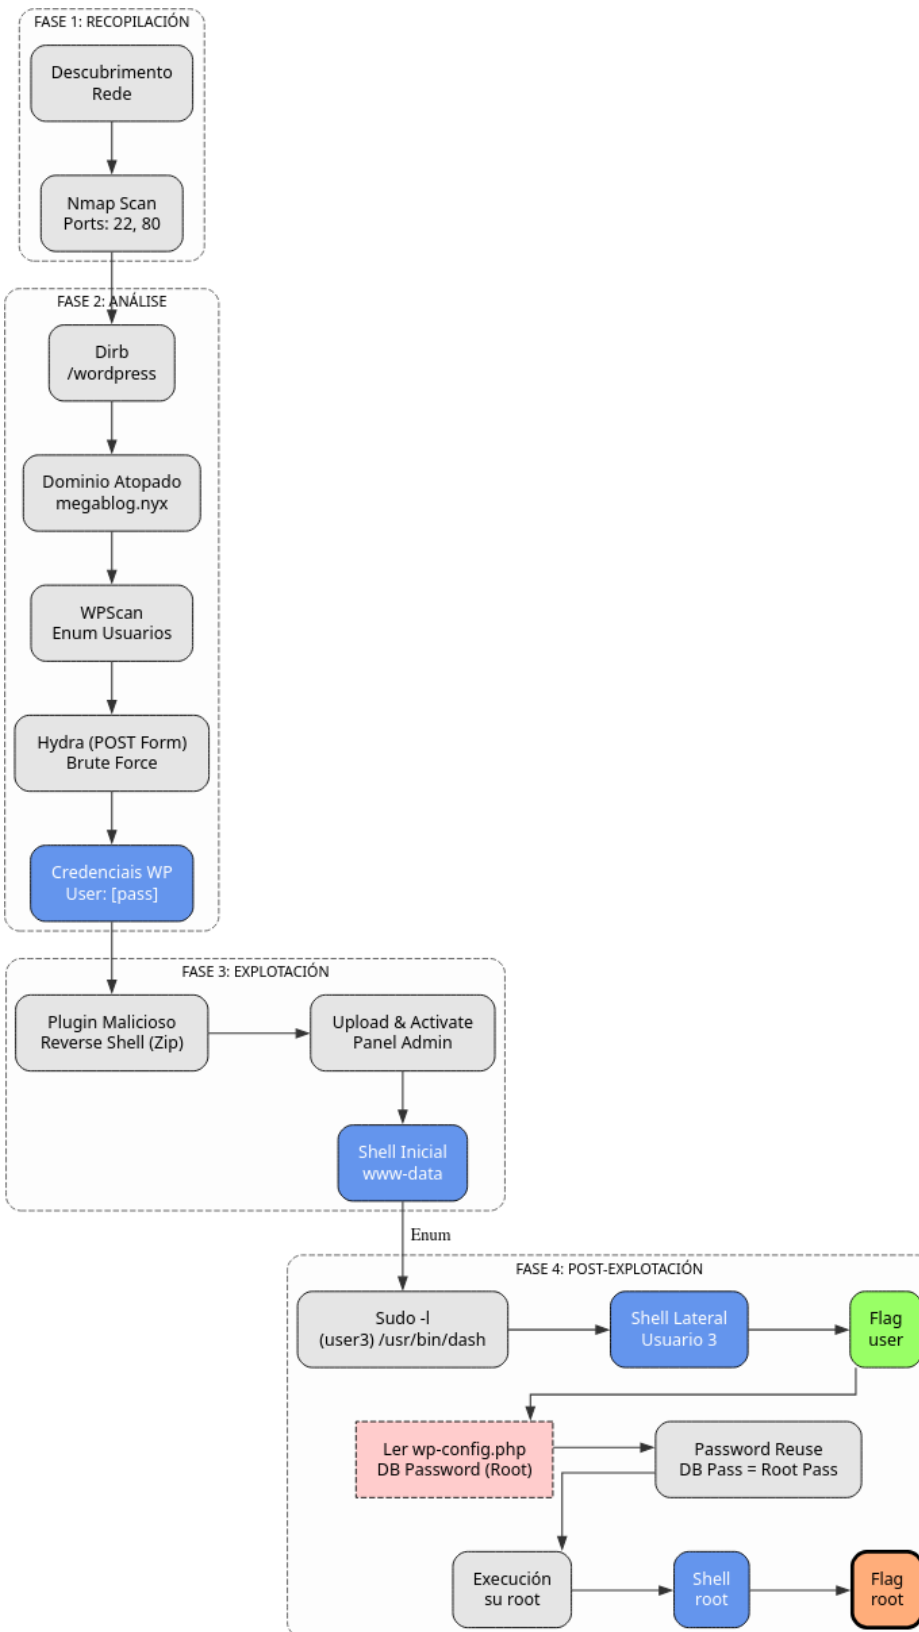 FASE 1: RECOPILACIÓN
Descubrimento
Rede
Nmap Scan
Ports: 22, 80
FASE 2: ANÁLISE
Dirb
/wordpress
Dominio Atopado
megablog.nyx
WPScan
Enum Usuarios
Hydra (POST Form)
Brute Force
Credenciais WP
User: [pass]
FASE 3: EXPLOTACIÓN
Plugin Malicioso
Reverse Shell (Zip)
Upload & Activate
Panel Admin
Shell Inicial
www-data
Enum
FASE 4: POST-EXPLOTACIÓN
Sudo -l
(user3) /usr/bin/dash
Shell Lateral
Usuario 3
Flag
user
Ler wp-config.php
DB Password (Root)
Password Reuse
DB Pass = Root Pass
Execución
su root
Shell
root
Flag
root